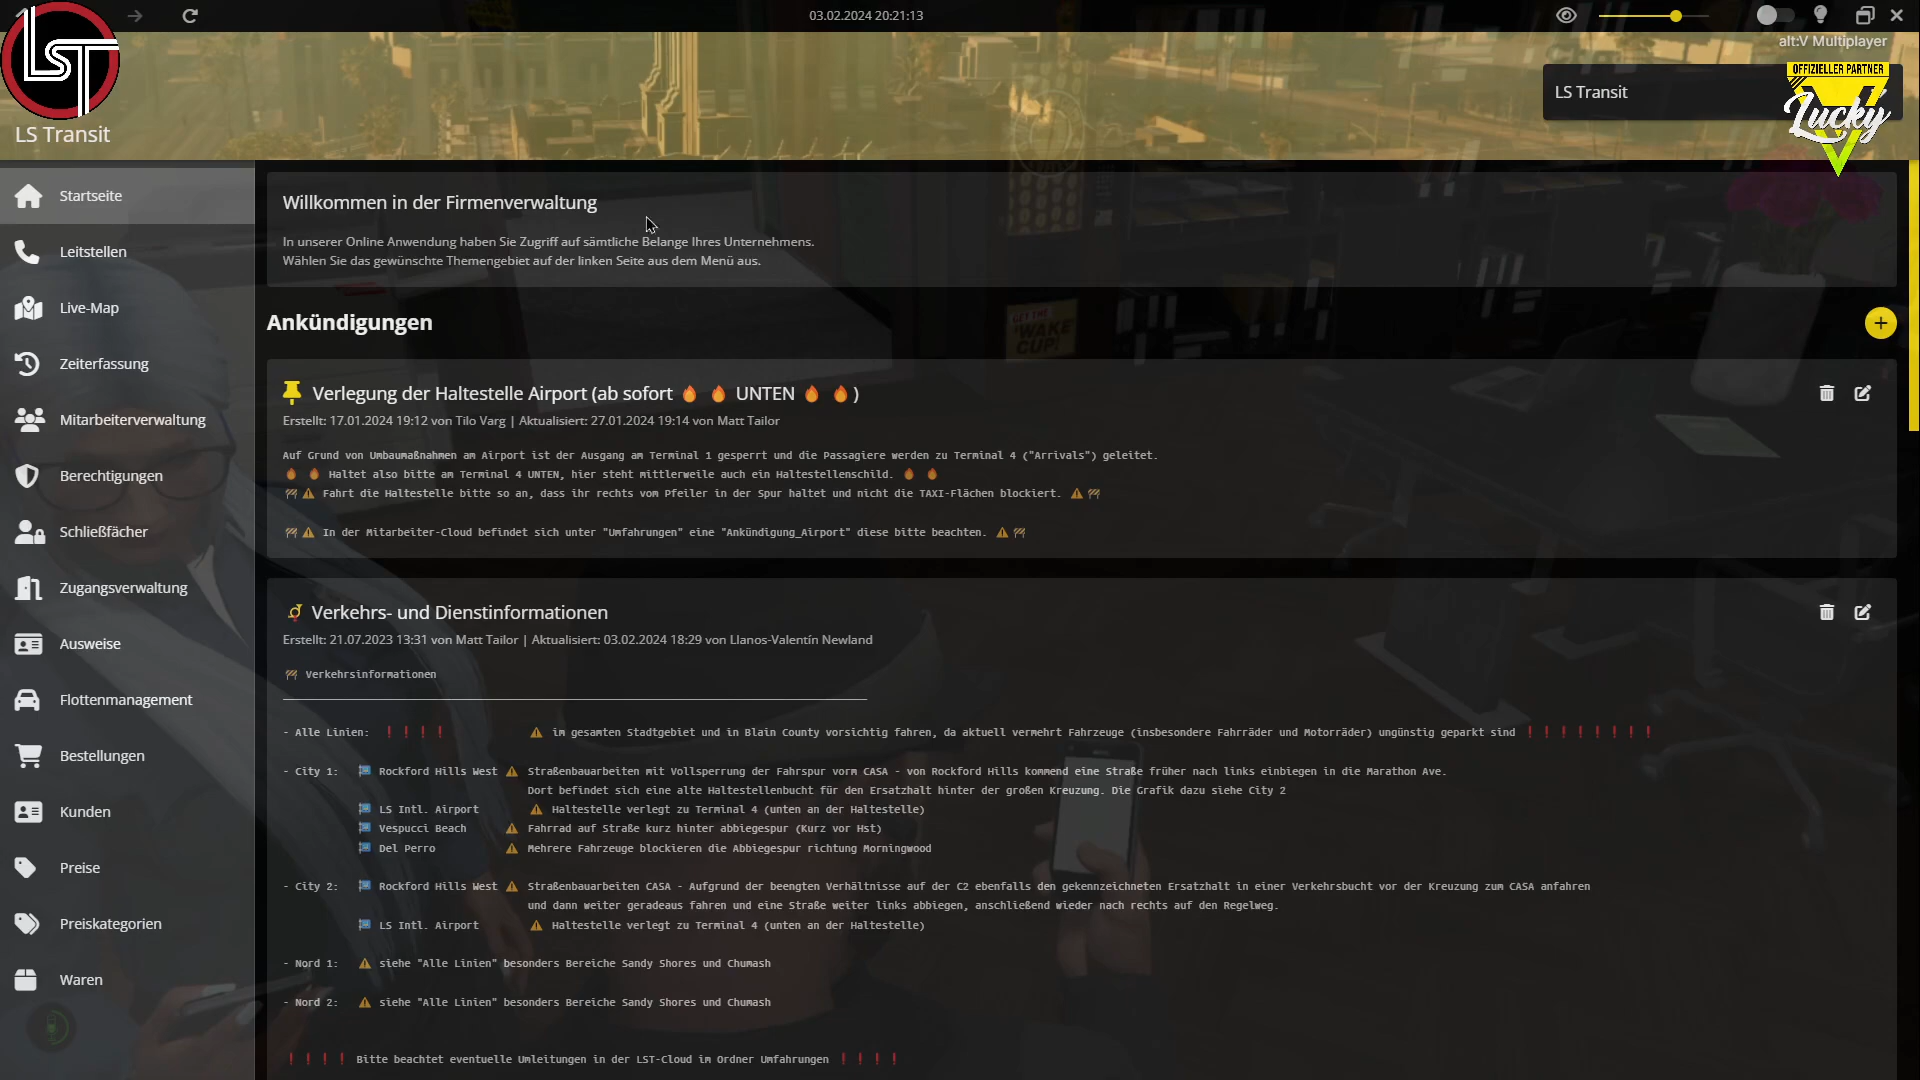 03.02.2024 20:21:13
alt:V Multiplayer
LST
LS Transit
LS Transit
OFFIZIELLER PARTNER
Lucky V
Startseite
Leitstellen
Live-Map
Zeiterfassung
Mitarbeiterverwaltung
Berechtigungen
Schließfächer
Zugangsverwaltung
Ausweise
Flottenmanagement
Bestellungen
Kunden
Preise
Preiskategorien
Waren
Willkommen in der Firmenverwaltung
In unserer Online Anwendung haben Sie Zugriff auf sämtliche Belange Ihres Unternehmens.
Wählen Sie das gewünschte Themengebiet auf der linken Seite aus dem Menü aus.
WAKE
CUP!
Ankündigungen
Verlegung der Haltestelle Airport (ab sofort 🔥 🔥 UNTEN 🔥 🔥 )
Erstellt: 17.01.2024 19:12 von Tilo Varg | Aktualisiert: 27.01.2024 19:14 von Matt Tailor
Auf Grund von Umbaumaßnahmen am Airport ist der Ausgang am Terminal 1 gesperrt und die Passagiere werden zu Terminal 4 ("Arrivals") geleitet.
🔥 🔥 Haltet also bitte am Terminal 4 UNTEN, hier steht mittlerweile auch ein Haltestellenschild. 🔥 🔥
🚧 ⚠ Fahrt die Haltestelle bitte so an, dass ihr rechts vom Pfeiler in der Spur haltet und nicht die TAXI-Flächen blockiert. ⚠ 🚧
🚧 ⚠ In der Mitarbeiter-Cloud befindet sich unter "Umfahrungen" eine "Ankündigung_Airport" diese bitte beachten. ⚠ 🚧
Verkehrs- und Dienstinformationen
Erstellt: 21.07.2023 13:31 von Matt Tailor | Aktualisiert: 03.02.2024 18:29 von Llanos-Valentín Newland
🚧 Verkehrsinformationen
- Alle Linien: ❗❗❗❗ ⚠ im gesamten Stadtgebiet und in Blain County vorsichtig fahren, da aktuell vermehrt Fahrzeuge (insbesondere Fahrräder und Motorräder) ungünstig geparkt sind ❗❗❗❗❗❗❗❗
- City 1: 🚏 Rockford Hills West ⚠ Straßenbauarbeiten mit Vollsperrung der Fahrspur vorm CASA - von Rockford Hills kommend eine Straße früher nach links einbiegen in die Marathon Ave.
Dort befindet sich eine alte Haltestellenbucht für den Ersatzhalt hinter der großen Kreuzung. Die Grafik dazu siehe City 2
🚏 LS Intl. Airport ⚠ Haltestelle verlegt zu Terminal 4 (unten an der Haltestelle)
🚏 Vespucci Beach ⚠ Fahrrad auf Straße kurz hinter abbiegespur (Kurz vor Hst)
🚏 Del Perro ⚠ Mehrere Fahrzeuge blockieren die Abbiegespur richtung Morningwood
- City 2: 🚏 Rockford Hills West ⚠ Straßenbauarbeiten CASA - Aufgrund der beengten Verhältnisse auf der C2 ebenfalls den gekennzeichneten Ersatzhalt in einer Verkehrsbucht vor der Kreuzung zum CASA anfahren
und dann weiter geradeaus fahren und eine Straße weiter links abbiegen, anschließend wieder nach rechts auf den Regelweg.
🚏 LS Intl. Airport ⚠ Haltestelle verlegt zu Terminal 4 (unten an der Haltestelle)
- Nord 1: ⚠ siehe "Alle Linien" besonders Bereiche Sandy Shores und Chumash
- Nord 2: ⚠ siehe "Alle Linien" besonders Bereiche Sandy Shores und Chumash
❗❗❗❗ Bitte beachtet eventuelle Umleitungen in der LST-Cloud im Ordner Umfahrungen ❗❗❗❗